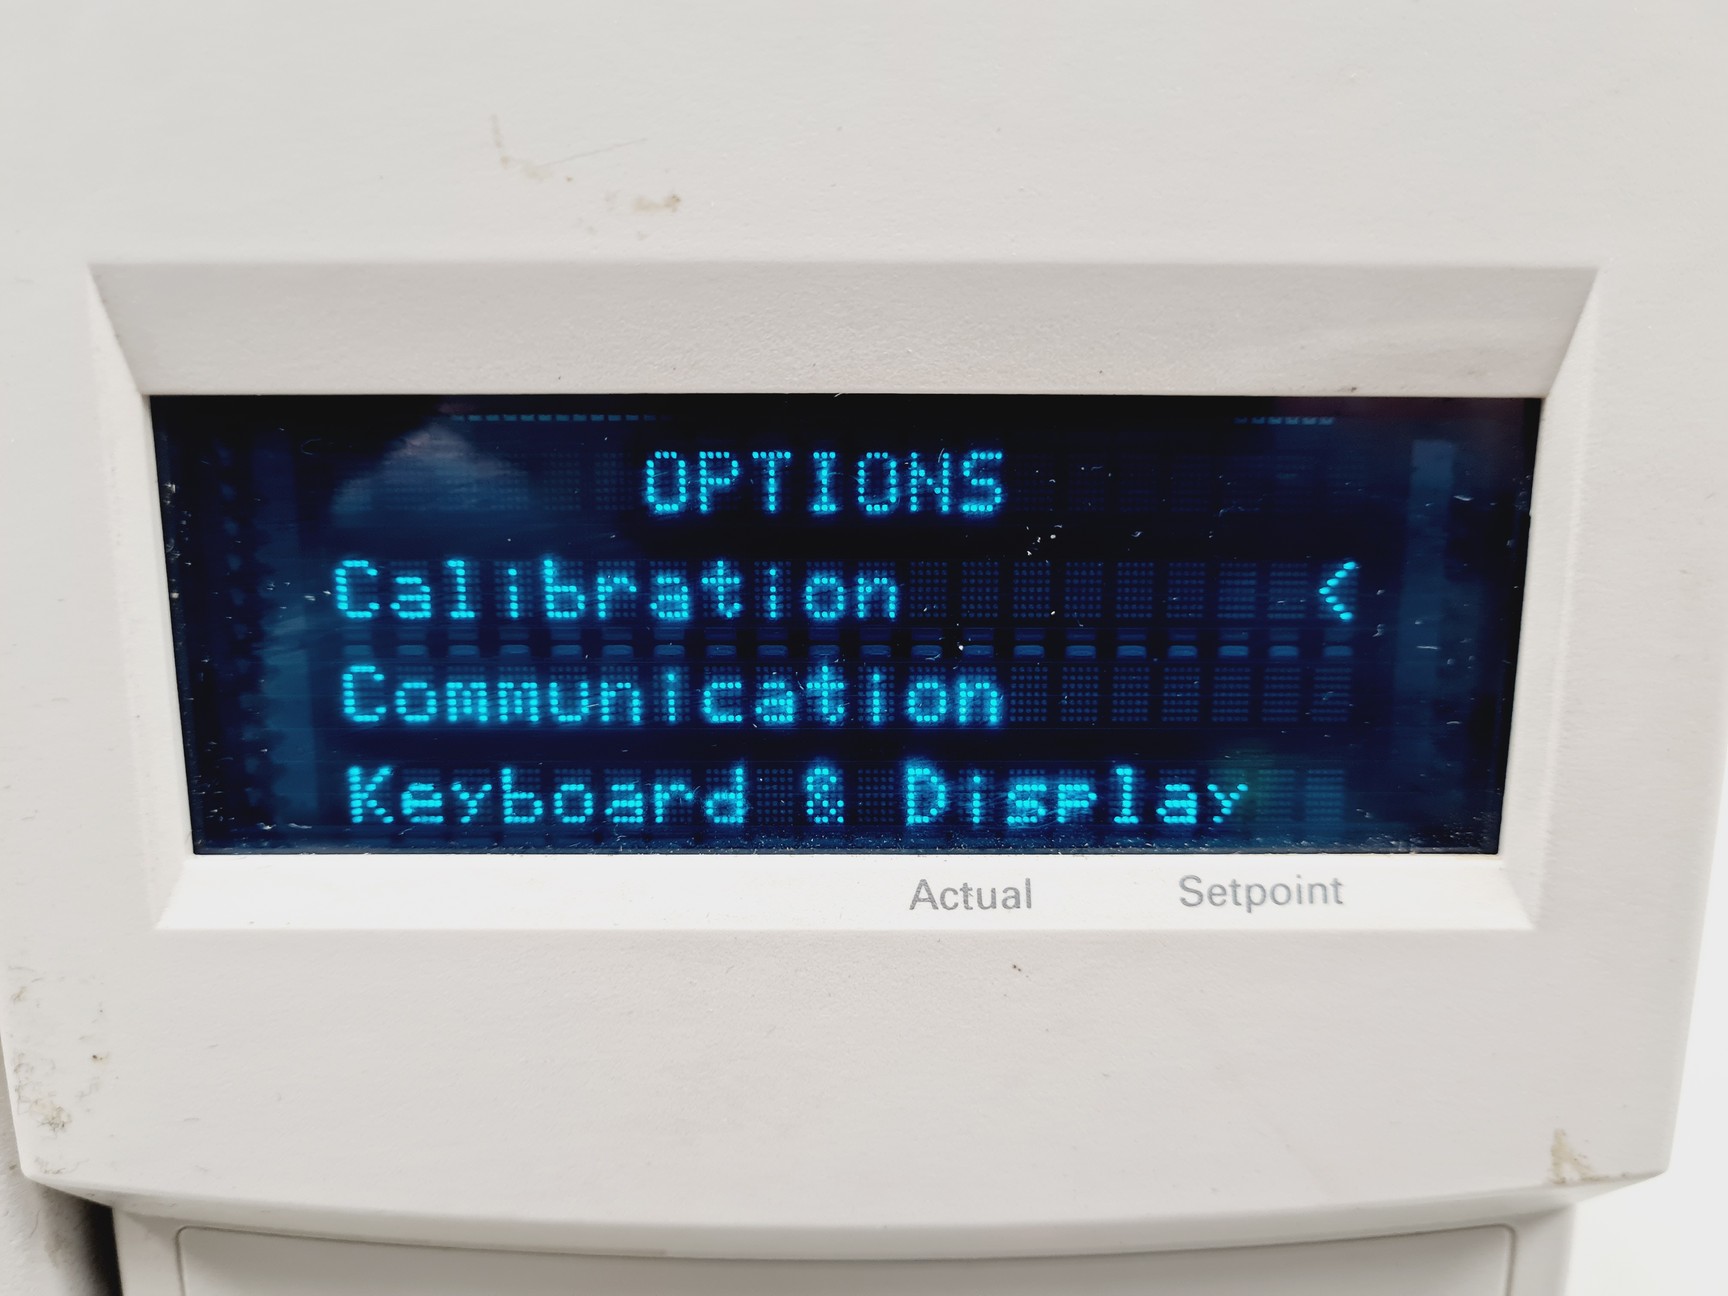 OPTIONS
Calibration <
Communication
Keyboard & Display
Actual Setpoint